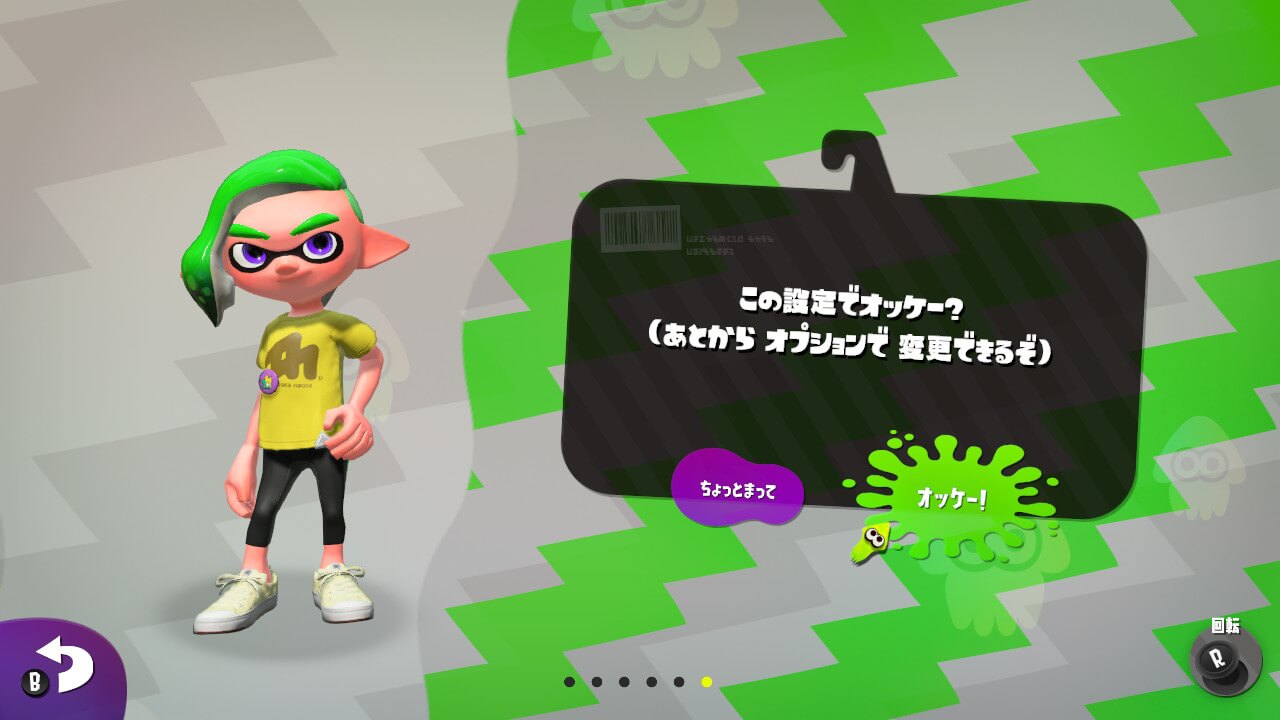 この設定でオッケー?
(あとから オプションで 変更できるぞ)
ちょっとまって
オッケー!
B
回転
R